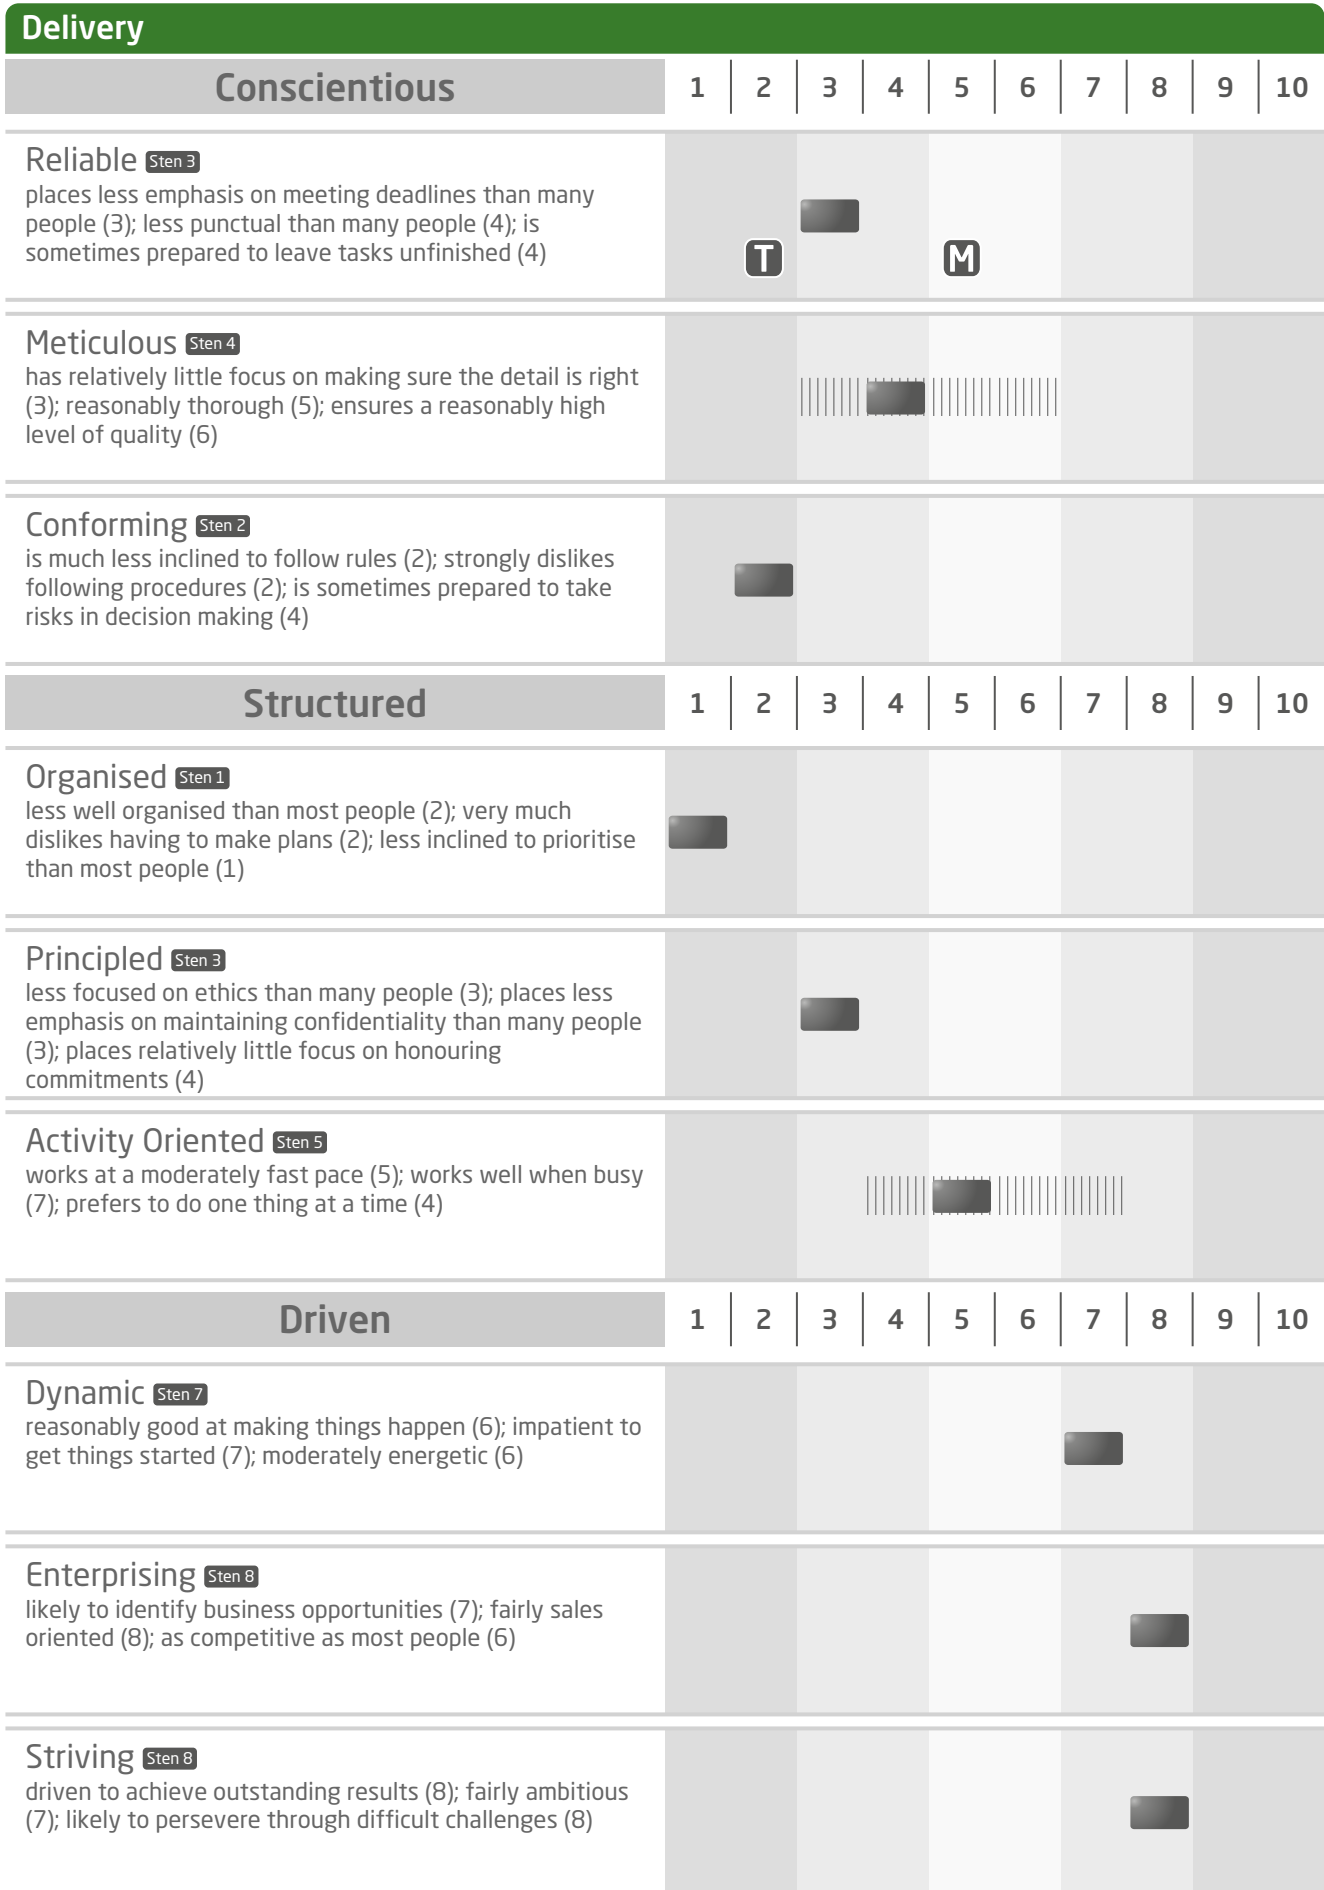 Delivery
Conscientious 1 2 3 4 5 6 7 8 9 10
Reliable Sten 3
places less emphasis on meeting deadlines than many
people (3); less punctual than many people (4); is
sometimes prepared to leave tasks unfinished (4)
T M
Meticulous Sten 4
has relatively little focus on making sure the detail is right
(3); reasonably thorough (5); ensures a reasonably high
level of quality (6)
Conforming Sten 2
is much less inclined to follow rules (2); strongly dislikes
following procedures (2); is sometimes prepared to take
risks in decision making (4)
Structured 1 2 3 4 5 6 7 8 9 10
Organised Sten 1
less well organised than most people (2); very much
dislikes having to make plans (2); less inclined to prioritise
than most people (1)
Principled Sten 3
less focused on ethics than many people (3); places less
emphasis on maintaining confidentiality than many people
(3); places relatively little focus on honouring
commitments (4)
Activity Oriented Sten 5
works at a moderately fast pace (5); works well when busy
(7); prefers to do one thing at a time (4)
Driven 1 2 3 4 5 6 7 8 9 10
Dynamic Sten 7
reasonably good at making things happen (6); impatient to
get things started (7); moderately energetic (6)
Enterprising Sten 8
likely to identify business opportunities (7); fairly sales
oriented (8); as competitive as most people (6)
Striving Sten 8
driven to achieve outstanding results (8); fairly ambitious
(7); likely to persevere through difficult challenges (8)